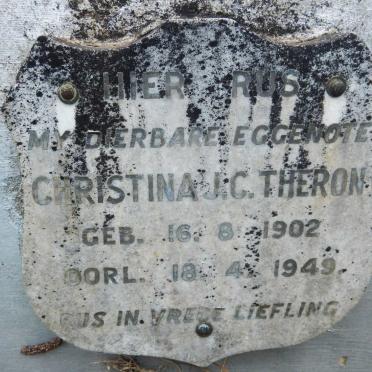 HIER RUS
MY DIERBARE EGGENOTE
CHRISTINA J.C. THERON
GEB. 16. 8. 1902
OORL. 18. 4. 1949.
RUS IN VREDE LIEFLING